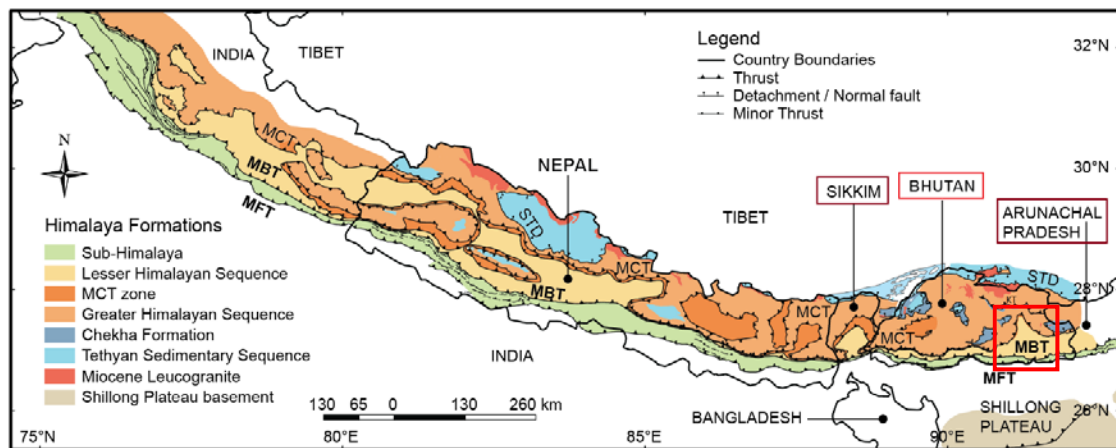 INDIA
TIBET
Legend
Country Boundaries
Thrust
Detachment / Normal fault
Minor Thrust
32°N
N
MCT
MBT
MFT
NEPAL
30°N
SIKKIM
BHUTAN
TIBET
ARUNACHAL
PRADESH
STD
Himalaya Formations
Sub-Himalaya
Lesser Himalayan Sequence
MCT zone
Greater Himalayan Sequence
Chekha Formation
Tethyan Sedimentary Sequence
Miocene Leucogranite
Shillong Plateau basement
MCT
MBT
MCT
STD
28°N
KT
MCT
MBT
MFT
INDIA
130 65 0 130 260 km
BANGLADESH
SHILLONG
PLATEAU
26°N
75°N
80°E
85°E
90°E